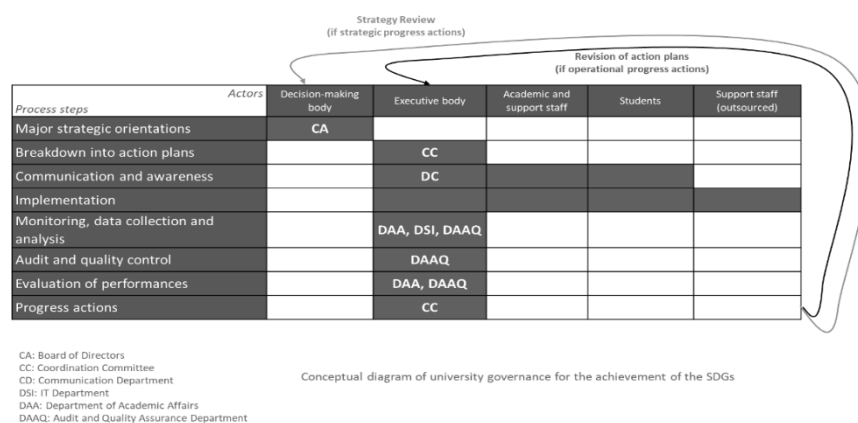 Strategy Review
(if strategic progress actions)
Revision of action plans
(if operational progress actions)
Actors
Process steps
Decision-making
body
Executive body
Academic and
support staff
Students
Support staff
(outsourced)
Major strategic orientations
CA
Breakdown into action plans
CC
Communication and awareness
DC
Implementation
Monitoring, data collection and
analysis
DAA, DSI, DAAQ
Audit and quality control
DAAQ
Evaluation of performances
DAA, DAAQ
Progress actions
CC
CA: Board of Directors
CC: Coordination Committee
CD: Communication Department
DSI: IT Department
DAA: Department of Academic Affairs
DAAQ: Audit and Quality Assurance Department
Conceptual diagram of university governance for the achievement of the SDGs